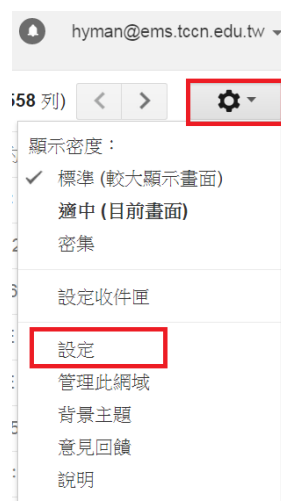 hyman@ems.tccn.edu.tw
558 列)
顯示密度：
標準 (較大顯示畫面)
適中 (目前畫面)
密集
設定收件匣
設定
管理此網域
背景主題
意見回饋
說明